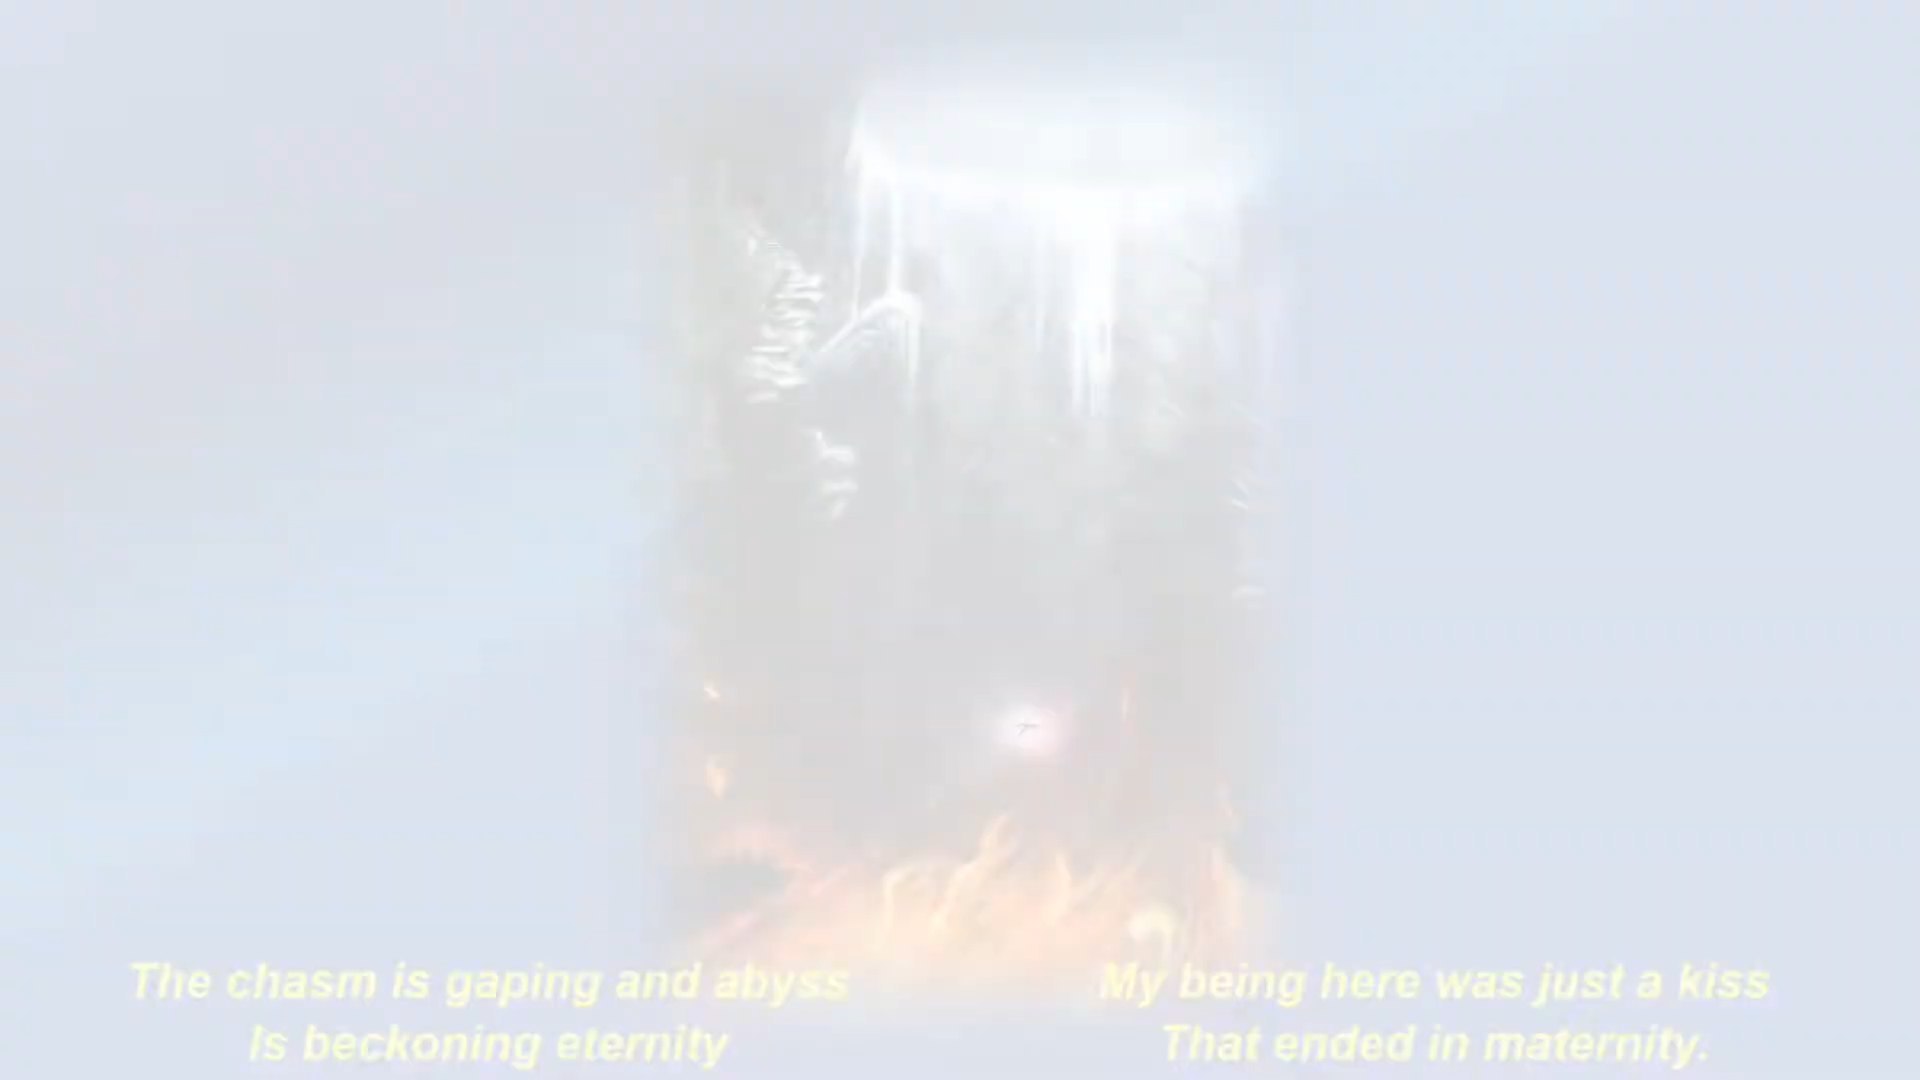 The chasm is gaping and abyss
Is beckoning eternity
My being here was just a kiss
That ended in maternity.